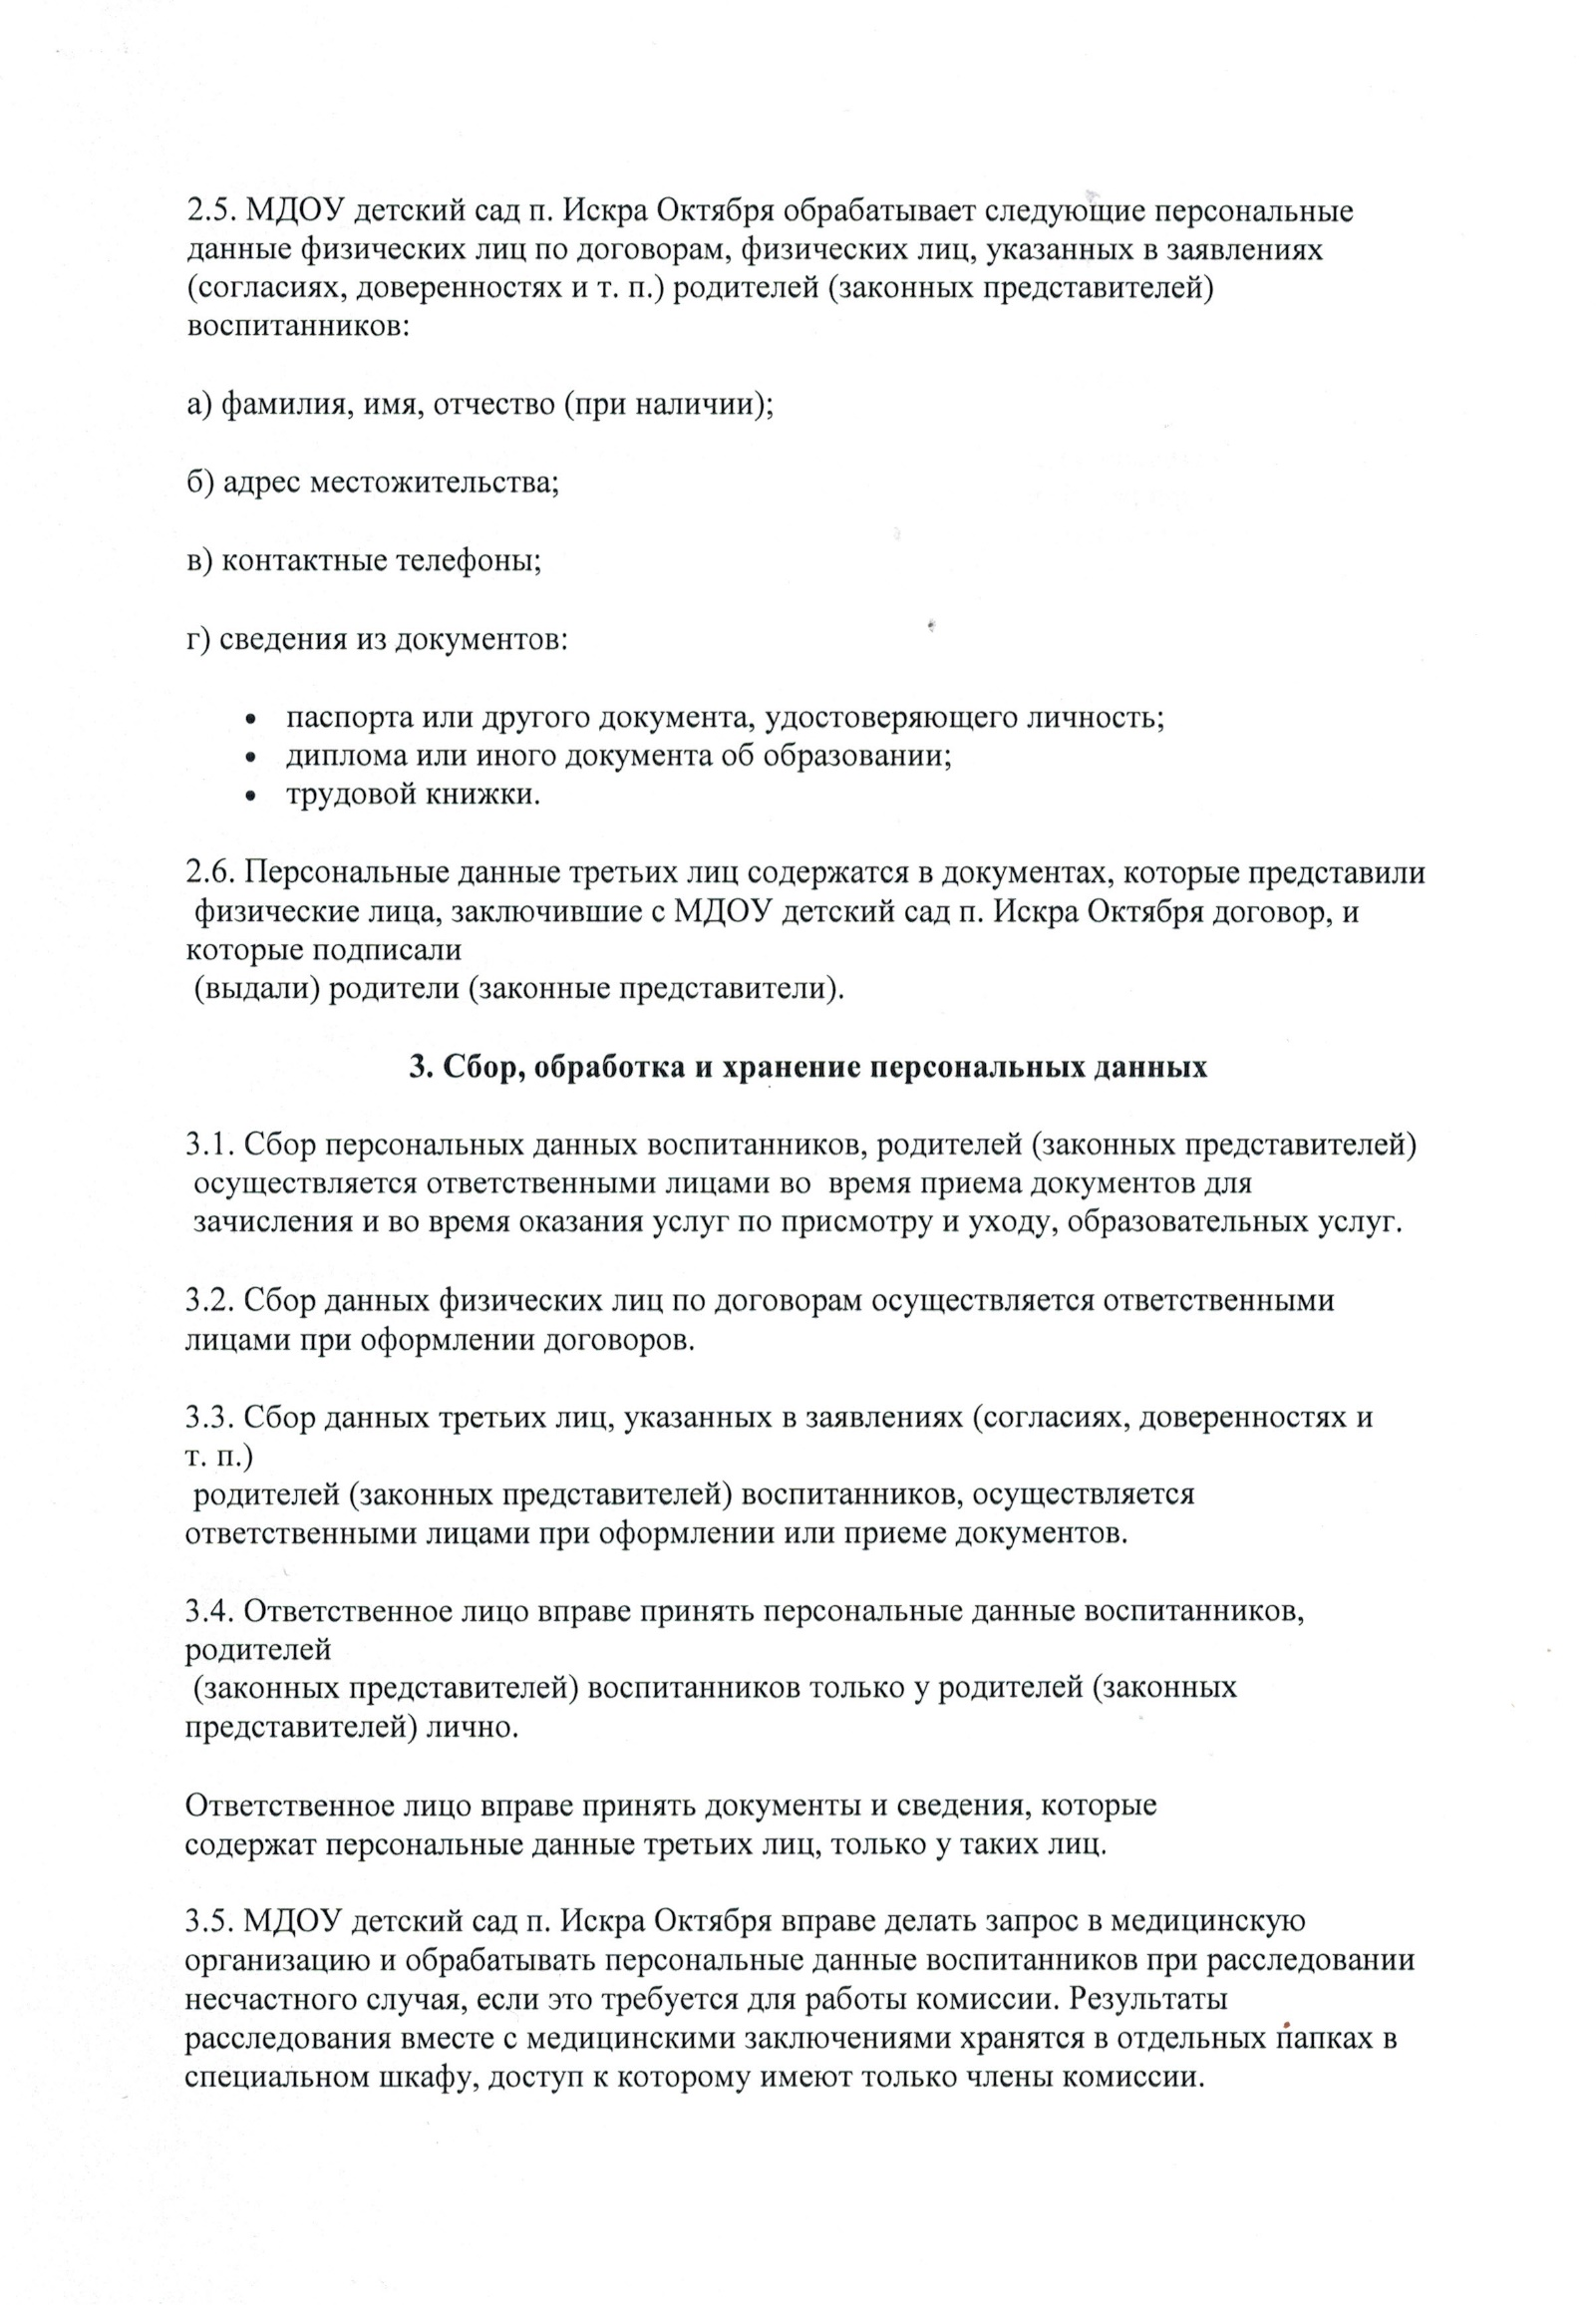 2.5. МДОУ детский сад п. Искра Октября обрабатывает следующие персональные
данные физических лиц по договорам, физических лиц, указанных в заявлениях
(согласиях, доверенностях и т. п.) родителей (законных представителей)
воспитанников:
а) фамилия, имя, отчество (при наличии);
б) адрес местожительства;
в) контактные телефоны;
г) сведения из документов:
• паспорта или другого документа, удостоверяющего личность;
• диплома или иного документа об образовании;
• трудовой книжки.
2.6. Персональные данные третьих лиц содержатся в документах, которые представили
физические лица, заключившие с МДОУ детский сад п. Искра Октября договор, и
которые подписали
(выдали) родители (законные представители).
3. Сбор, обработка и хранение персональных данных
3.1. Сбор персональных данных воспитанников, родителей (законных представителей)
осуществляется ответственными лицами во время приема документов для
зачисления и во время оказания услуг по присмотру и уходу, образовательных услуг.
3.2. Сбор данных физических лиц по договорам осуществляется ответственными
лицами при оформлении договоров.
3.3. Сбор данных третьих лиц, указанных в заявлениях (согласиях, доверенностях и
т. п.)
родителей (законных представителей) воспитанников, осуществляется
ответственными лицами при оформлении или приеме документов.
3.4. Ответственное лицо вправе принять персональные данные воспитанников,
родителей
(законных представителей) воспитанников только у родителей (законных
представителей) лично.
Ответственное лицо вправе принять документы и сведения, которые
содержат персональные данные третьих лиц, только у таких лиц.
3.5. МДОУ детский сад п. Искра Октября вправе делать запрос в медицинскую
организацию и обрабатывать персональные данные воспитанников при расследовании
несчастного случая, если это требуется для работы комиссии. Результаты
расследования вместе с медицинскими заключениями хранятся в отдельных папках в
специальном шкафу, доступ к которому имеют только члены комиссии.